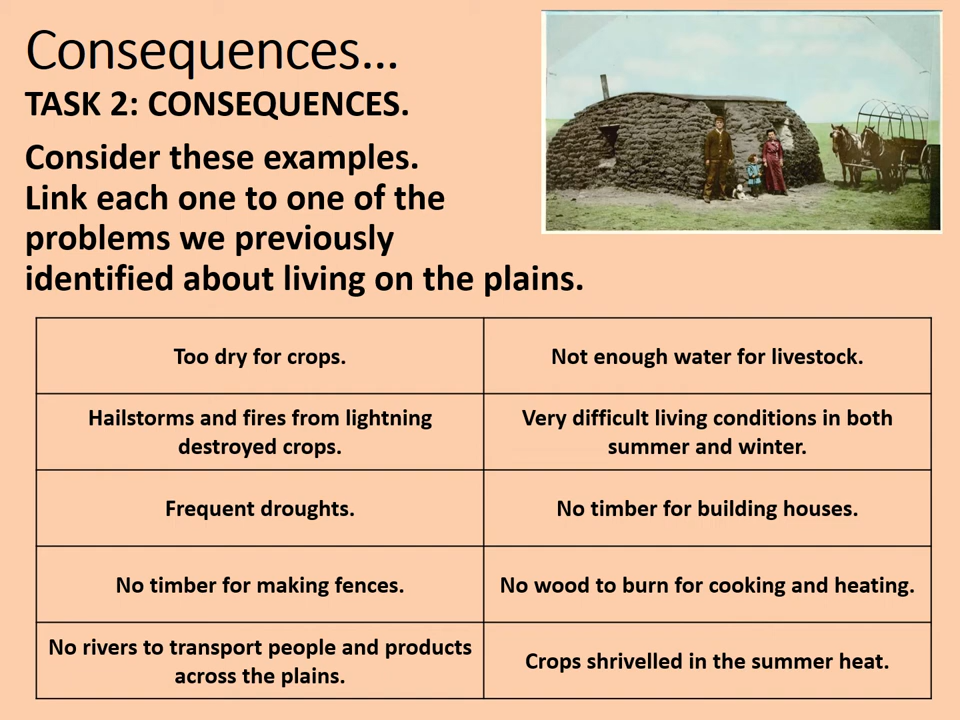 Consequences...
TASK 2: CONSEQUENCES.
Consider these examples.
Link each one to one of the
problems we previously
identified about living on the plains.
Too dry for crops.
Not enough water for livestock.
Hailstorms and fires from lightning
destroyed crops.
Very difficult living conditions in both
summer and winter.
Frequent droughts.
No timber for building houses.
No timber for making fences.
No wood to burn for cooking and heating.
No rivers to transport people and products
across the plains.
Crops shrivelled in the summer heat.